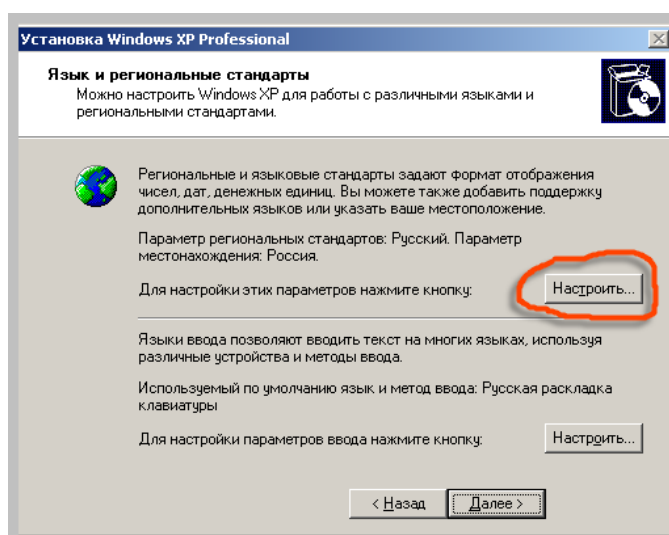 Установка Windows XP Professional
Язык и региональные стандарты
Можно настроить Windows XP для работы с различными языками и
региональными стандартами.
Региональные и языковые стандарты задают формат отображения
чисел, дат, денежных единиц. Вы можете также добавить поддержку
дополнительных языков или указать ваше местоположение.
Параметр региональных стандартов: Русский. Параметр
местонахождения: Россия.
Для настройки этих параметров нажмите кнопку:
Настроить...
Языки ввода позволяют вводить текст на многих языках, используя
различные устройства и методы ввода.
Используемый по умолчанию язык и метод ввода: Русская раскладка
клавиатуры
Для настройки параметров ввода нажмите кнопку:
Настроить...
< Назад
Далее >